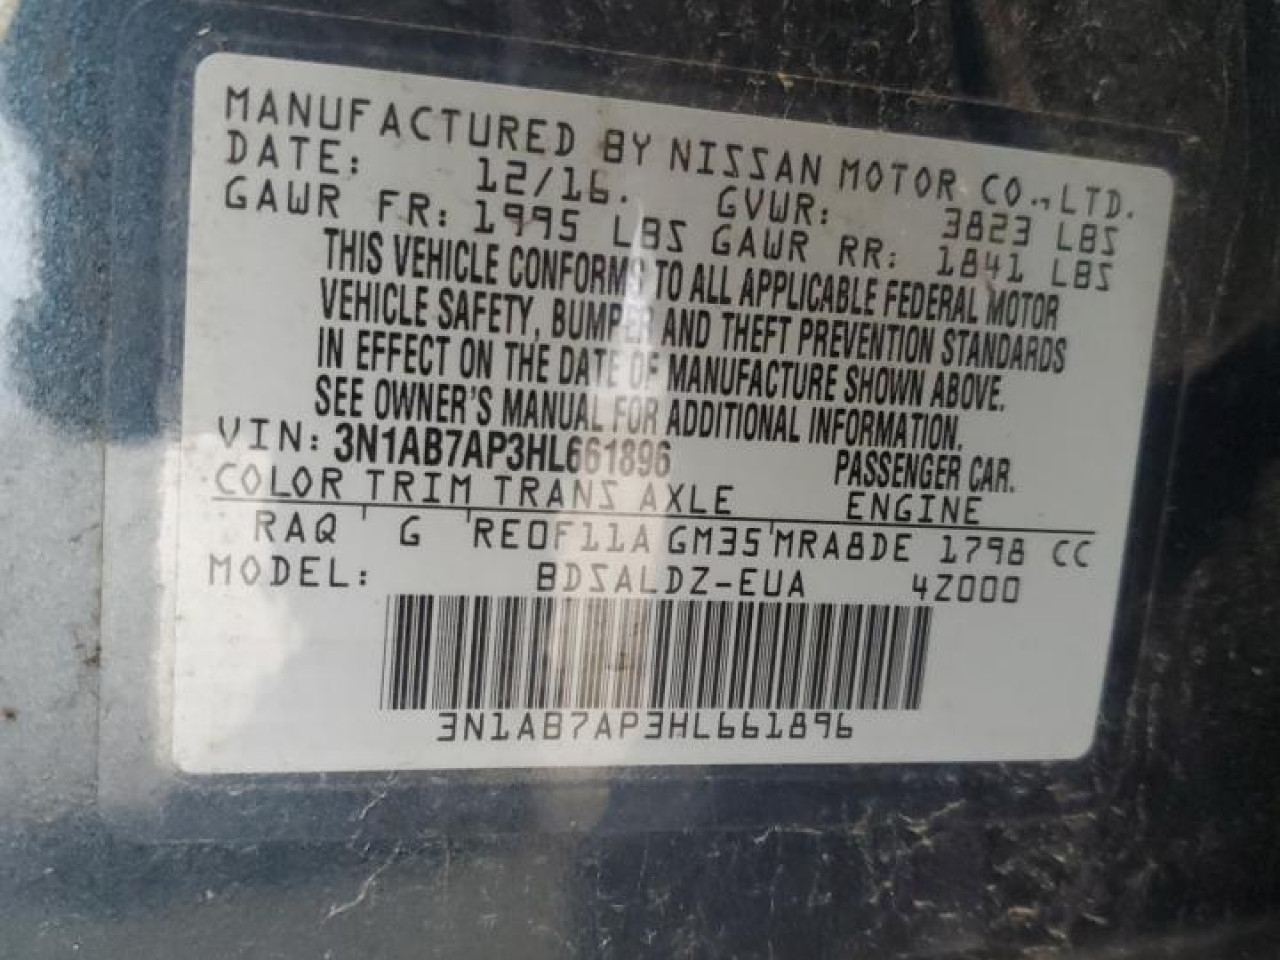 MANUFACTURED BY NISSAN MOTOR CO., LTD.
DATE: 12/16. GVWR: 3823 LBS
GAWR FR: 1995 LBS GAWR RR: 1841 LBS
THIS VEHICLE CONFORMS TO ALL APPLICABLE FEDERAL MOTOR
VEHICLE SAFETY, BUMPER AND THEFT PREVENTION STANDARDS
IN EFFECT ON THE DATE OF MANUFACTURE SHOWN ABOVE.
SEE OWNER'S MANUAL FOR ADDITIONAL INFORMATION.
VIN: 3N1AB7AP3HL661896 PASSENGER CAR.
COLOR TRIM TRANS AXLE ENGINE
RAQ G RE0F11A GM35 MRA8DE 1798 CC
MODEL: BDSALDZ-EUA 4Z000
3N1AB7AP3HL661896